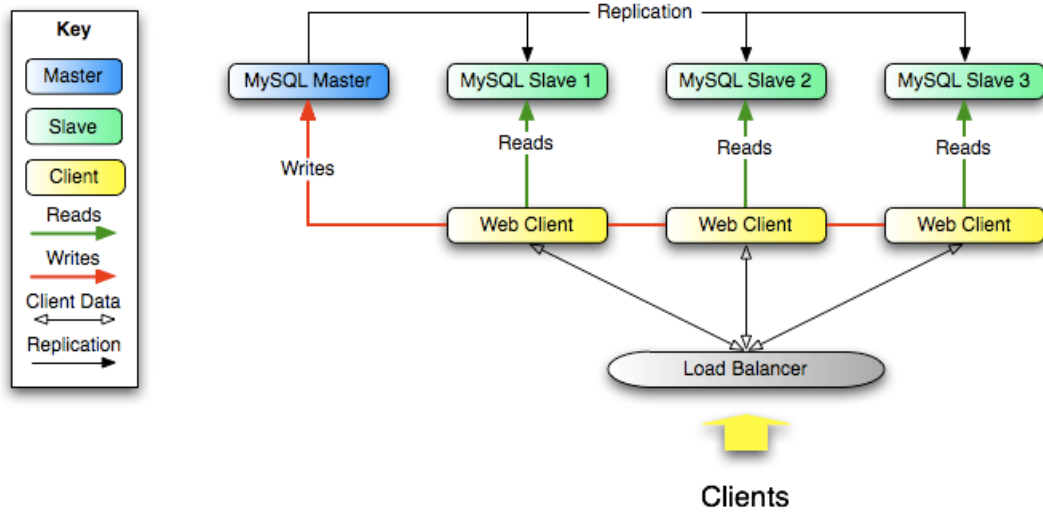 Key
Master
Slave
Client
Reads
Writes
Client Data
Replication
Replication
MySQL Master
MySQL Slave 1
MySQL Slave 2
MySQL Slave 3
Writes
Reads
Reads
Reads
Web Client
Web Client
Web Client
Load Balancer
Clients